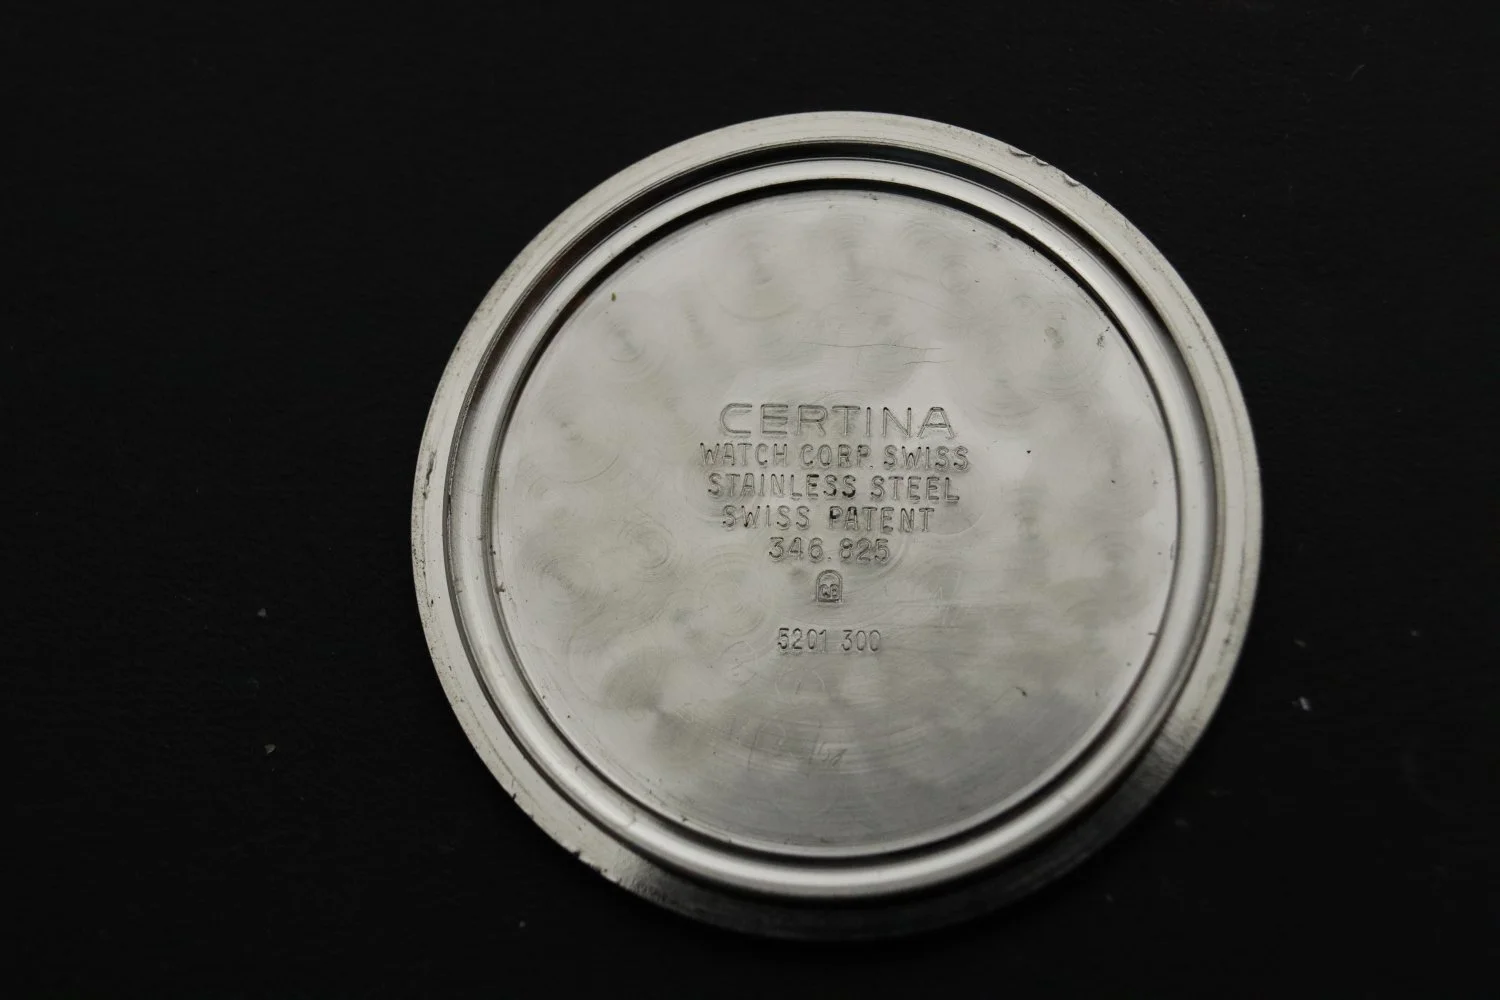 CERTINA
WATCH CORP. SWISS
STAINLESS STEEL
SWISS PATENT
346.825
5201 300